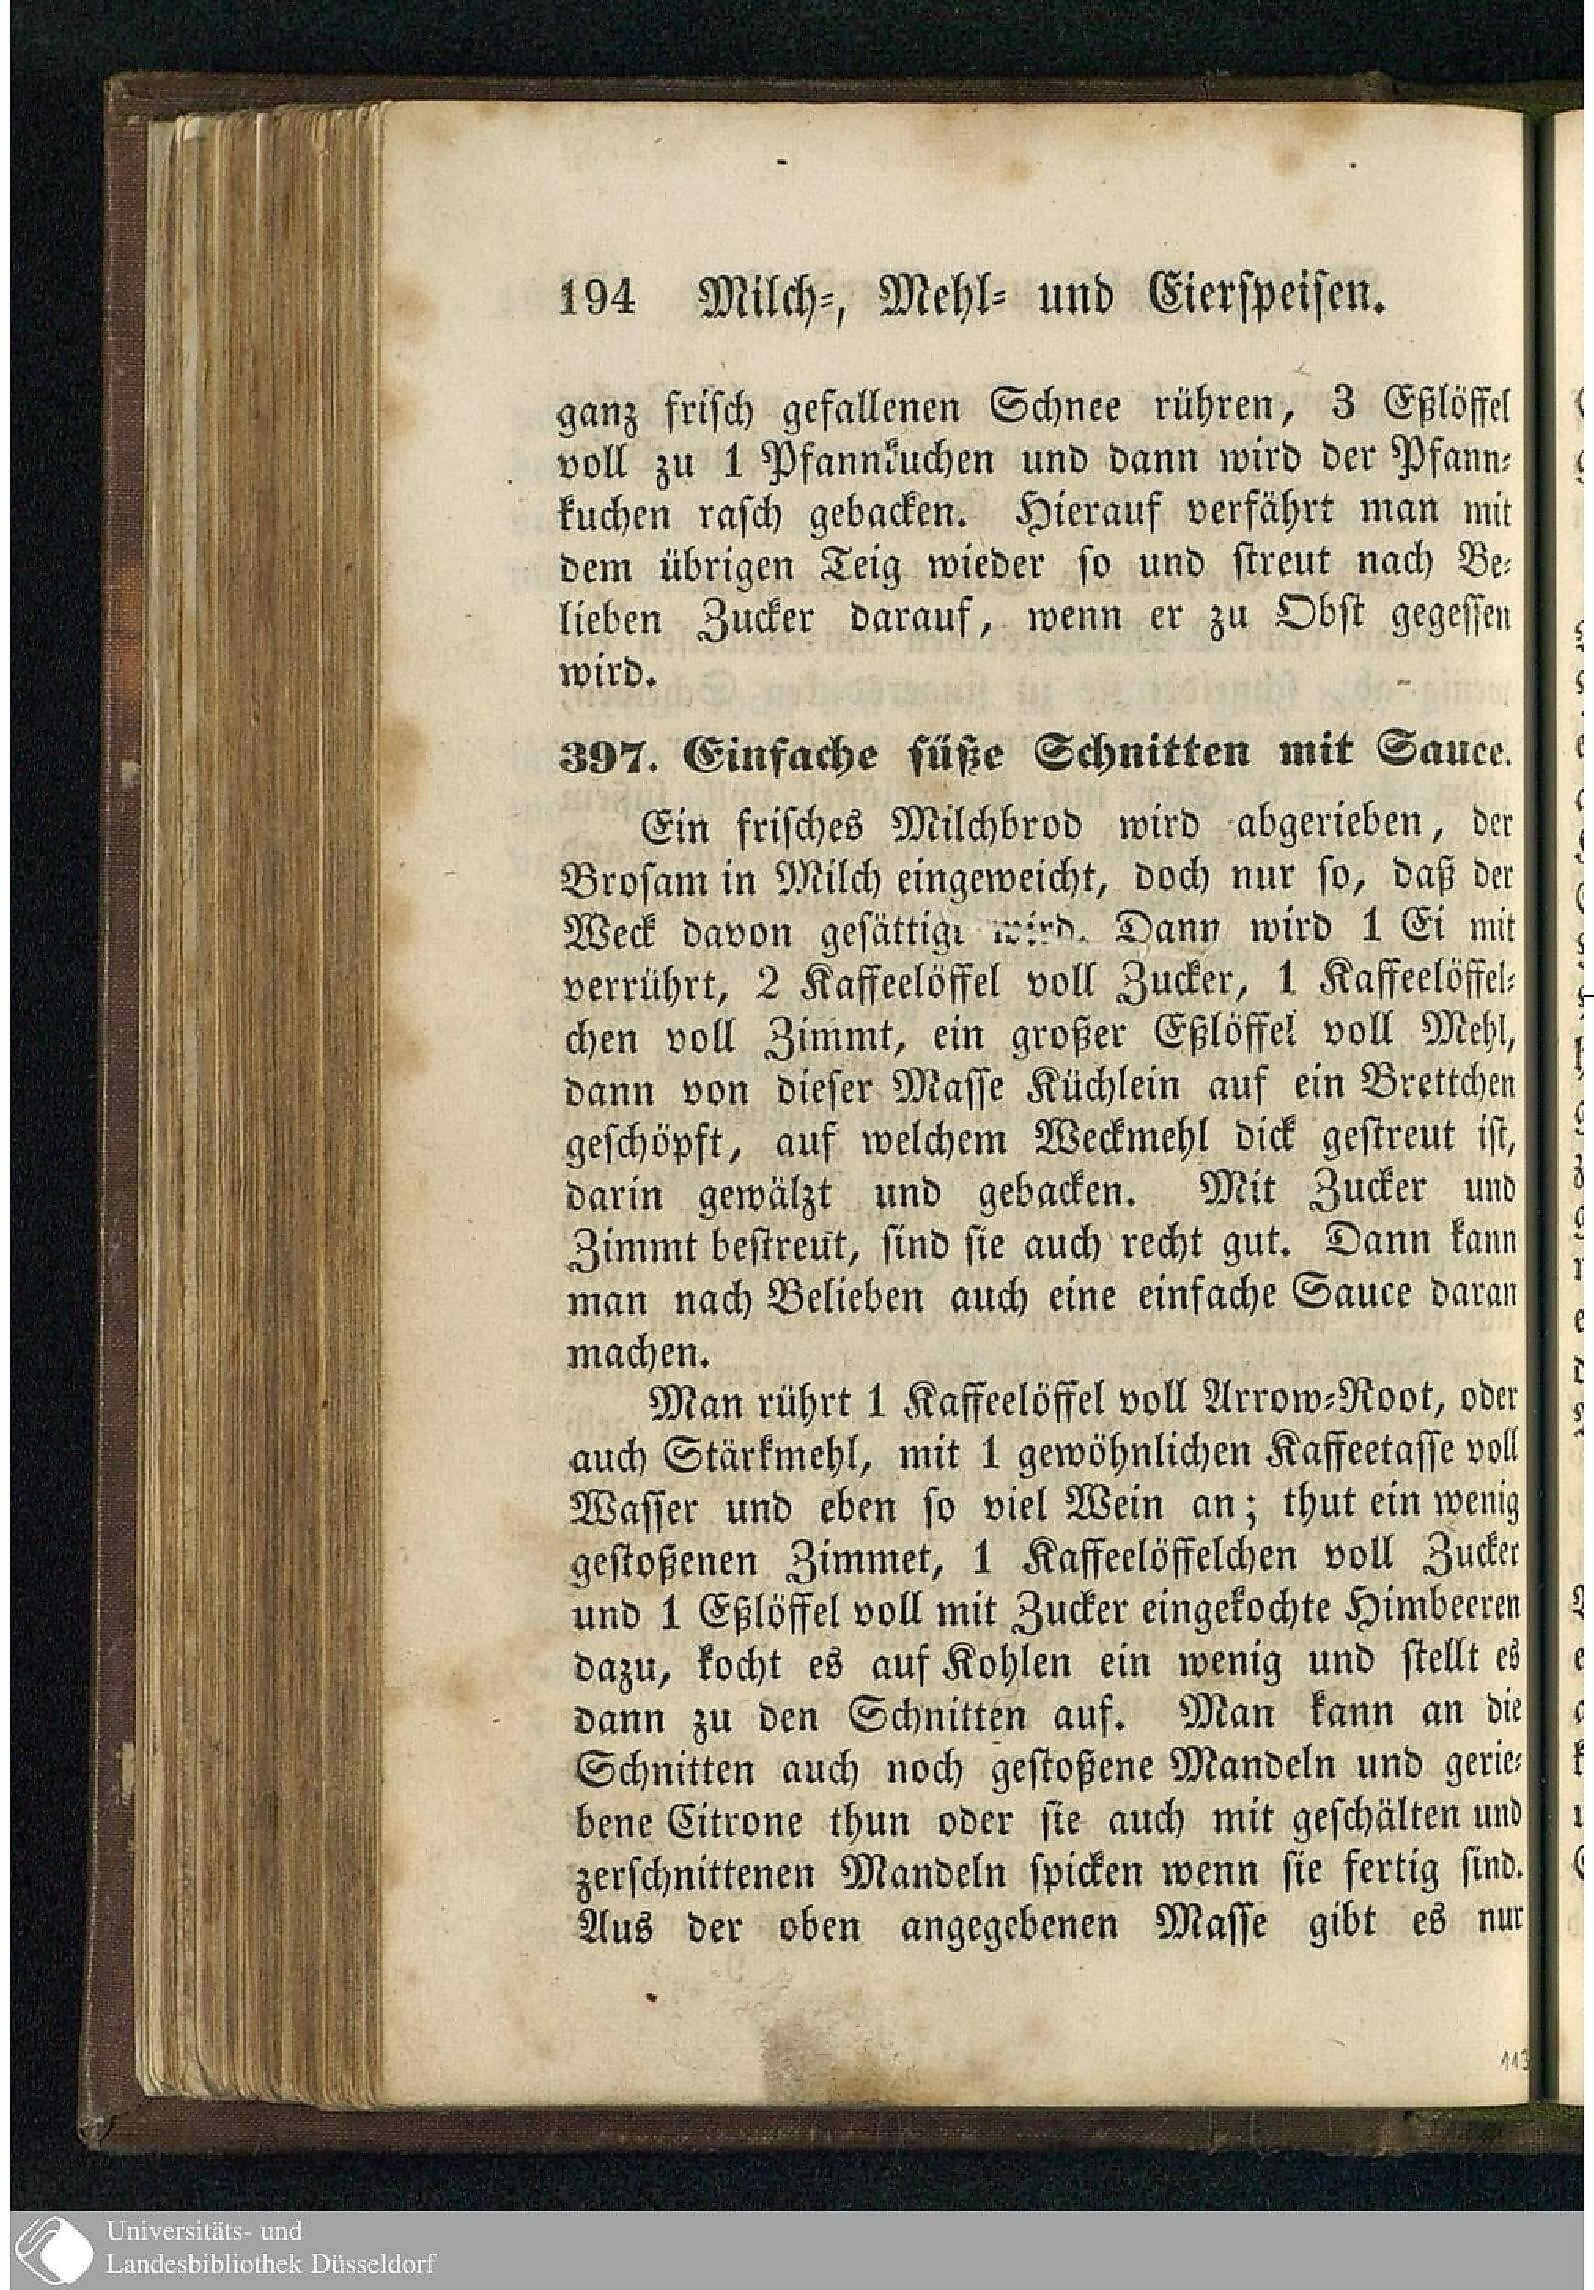 194 Milch-, Mehl- und Eierspeisen.
ganz frisch gefallenen Schnee rühren, 3 Eßlöffel
voll zu 1 Pfannkuchen und dann wird der Pfann-
kuchen rasch gebacken. Hierauf verfährt man mit
dem übrigen Teig wieder so und streut nach Be-
lieben Zucker darauf, wenn er zu Obst gegessen
wird.
397. Einfache süße Schnitten mit Sauce.
Ein frisches Milchbrod wird abgerieben, der
Brosam in Milch eingeweicht, doch nur so, daß der
Weck davon gesättigt wird. Dann wird 1 Ei mit
verrührt, 2 Kaffeelöffel voll Zucker, 1 Kaffeelöffel-
chen voll Zimmt, ein großer Eßlöffel voll Mehl,
dann von dieser Masse Küchlein auf ein Brettchen
geschöpft, auf welchem Weckmehl dick gestreut ist,
darin gewälzt und gebacken. Mit Zucker und
Zimmt bestreut, sind sie auch recht gut. Dann kann
man nach Belieben auch eine einfache Sauce daran
machen.
Man rührt 1 Kaffeelöffel voll Arrow-Root, oder
auch Stärkmehl, mit 1 gewöhnlichen Kaffeetasse voll
Wasser und eben so viel Wein an; thut ein wenig
gestoßenen Zimmet, 1 Kaffeelöffelchen voll Zucker
und 1 Eßlöffel voll mit Zucker eingekochte Himbeeren
dazu, kocht es auf Kohlen ein wenig und stellt es
dann zu den Schnitten auf. Man kann an die
Schnitten auch noch gestoßene Mandeln und gerie-
bene Citrone thun oder sie auch mit geschälten und
zerschnittenen Mandeln spicken wenn sie fertig sind.
Aus der oben angegebenen Masse gibt es nur
113
Universitäts- und
Landesbibliothek Düsseldorf